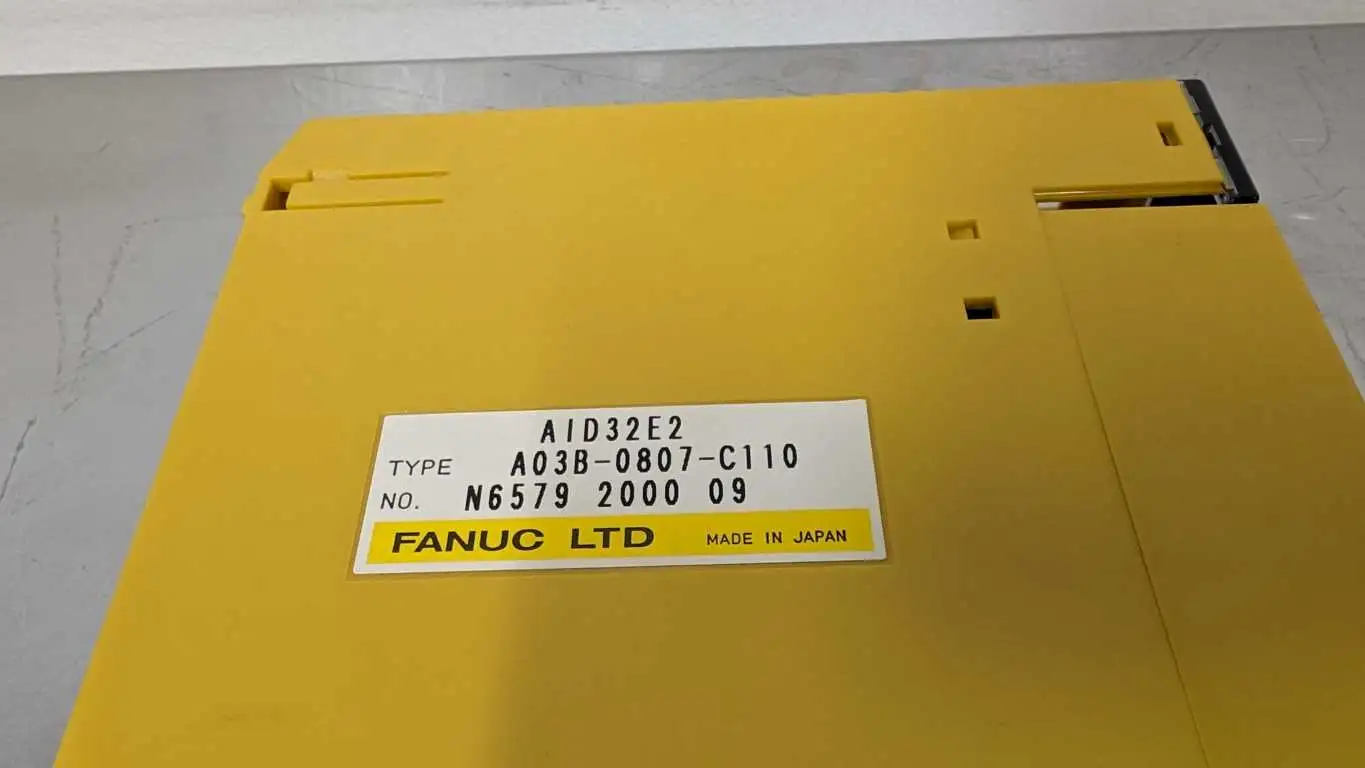 AID32E2
TYPE A03B-0807-C110
NO. N6579 2000 09
FANUC LTD MADE IN JAPAN